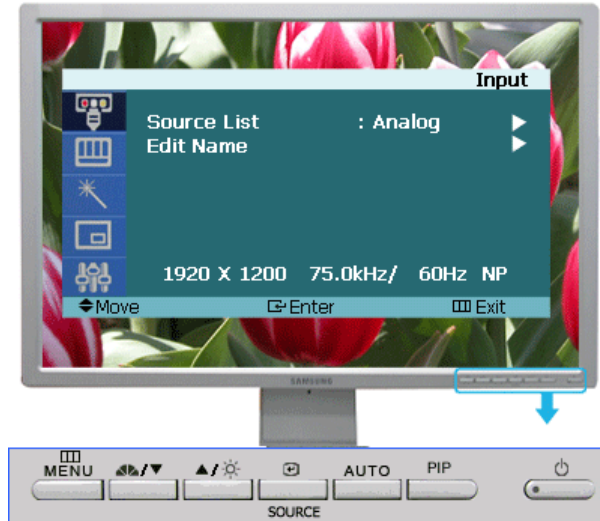 Input
Source List : Analog
Edit Name
1920 X 1200 75.0kHz/ 60Hz NP
Move Enter Exit
SAMSUNG
MENU / / AUTO PIP
SOURCE